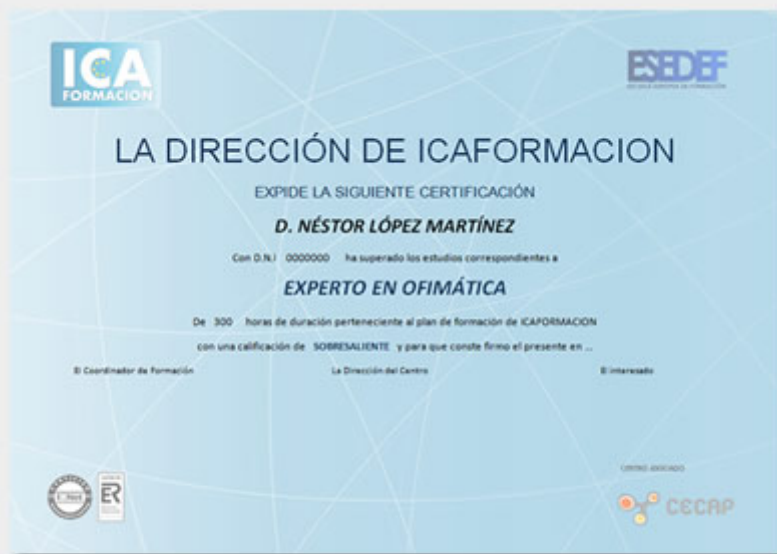 ICA
FORMACION
ESEDEF
LA DIRECCIÓN DE ICAFORMACION
EXPIDE LA SIGUIENTE CERTIFICACIÓN
D. NÉSTOR LÓPEZ MARTÍNEZ
Con D.N.I 0000000 ha superado los estudios correspondientes a
EXPERTO EN OFIMÁTICA
De 300 horas de duración perteneciente al plan de formación de ICAFORMACION
con una calificación de SOBRESALIENTE y para que conste firmo el presente en ...
El Coordinador de Formación La Dirección del Centro El interesado
ER
CENTRO ASOCIADO
CECAP